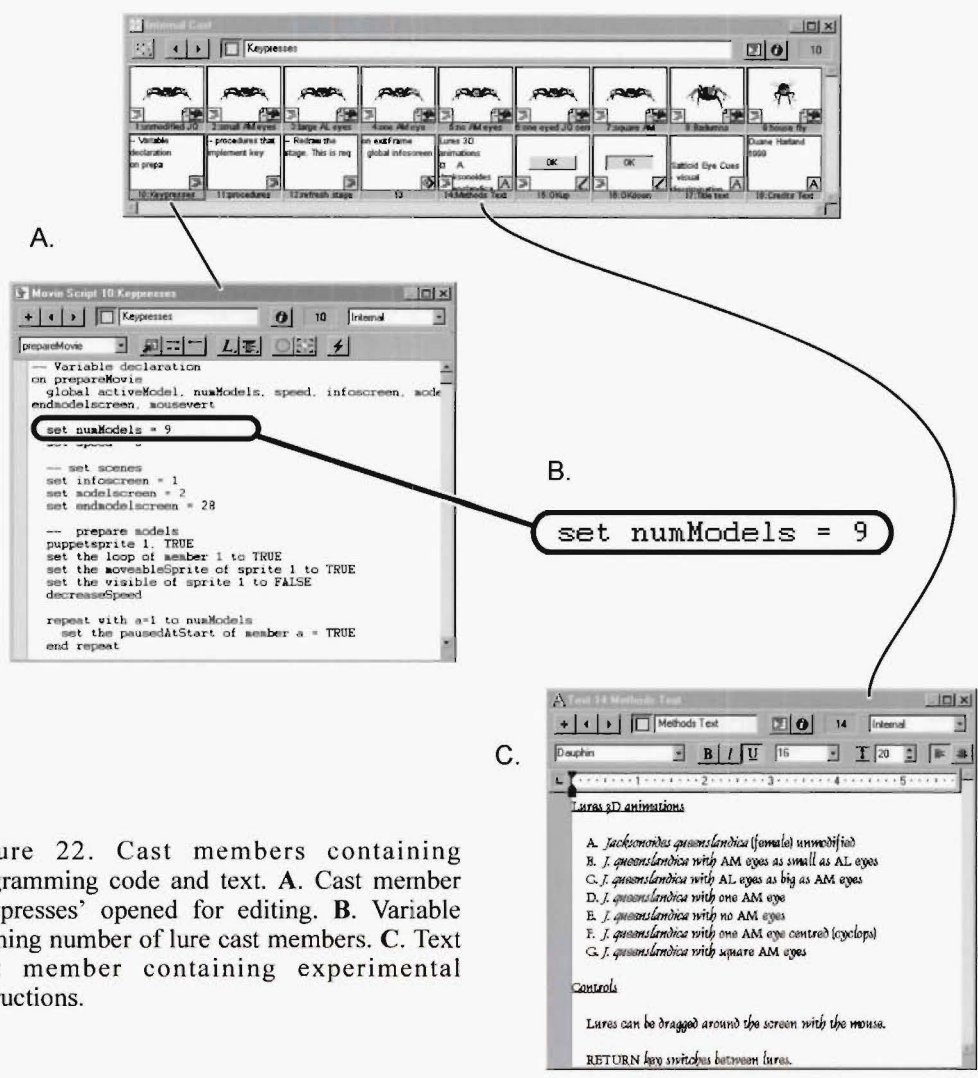 Internal Cast
Keypresses
10
1:unmodified JQ 2:small AM eyes 3:large AL eyes 4:one AM eye 5:no AM eyes 6:one eyed JQ 7:square AM 8:Badumna 9:house fly
-- Variable
declaration
on prepa
-- procedures that
implement key
-- Redraw the
stage. This is req
on exitFrame
global infoscreen
Lures 3D
animations
A.
OK
OK
Salticid Eye Cues
visual
Duane Harland
1999
10:Keypresses 11:procedures 12:refresh stage 13 14:Methods Text 15:OKup 16:OKdown 17:Title text 18:Credits Text
A.
Movie Script 10:Keypresses
Keypresses 10 Internal
prepareMovie
-- Variable declaration
on prepareMovie
global activeModel, numModels, speed, infoscreen, mode
endmodelscreen, mousevert
set numModels = 9
-- set scenes
set infoscreen = 1
set modelscreen = 2
set endmodelscreen = 28
-- prepare models
puppetsprite 1, TRUE
set the loop of member 1 to TRUE
set the moveableSprite of sprite 1 to TRUE
set the visible of sprite 1 to FALSE
decreaseSpeed
repeat with a=1 to numModels
set the pausedAtStart of member a = TRUE
end repeat
B.
set numModels = 9
C.
Text 14:Methods Text
Methods Text 14 Internal
Dauphin B I U 16 20
1 2 3 4 5
Lures 3D animations
A. Jacksonoides queenslandica (female) unmodified
B. J. queenslandica with AM eyes as small as AL eyes
C. J. queenslandica with AL eyes as big as AM eyes
D. J. queenslandica with one AM eye
E. J. queenslandica with no AM eyes
F. J. queenslandica with one AM eye centred (cyclops)
G. J. queenslandica with square AM eyes
Controls
Lures can be dragged around the screen with the mouse.
RETURN key switches between lures.
ure 22. Cast members containing
gramming code and text. A. Cast member
presses’ opened for editing. B. Variable
ning number of lure cast members. C. Text
member containing experimental
ructions.